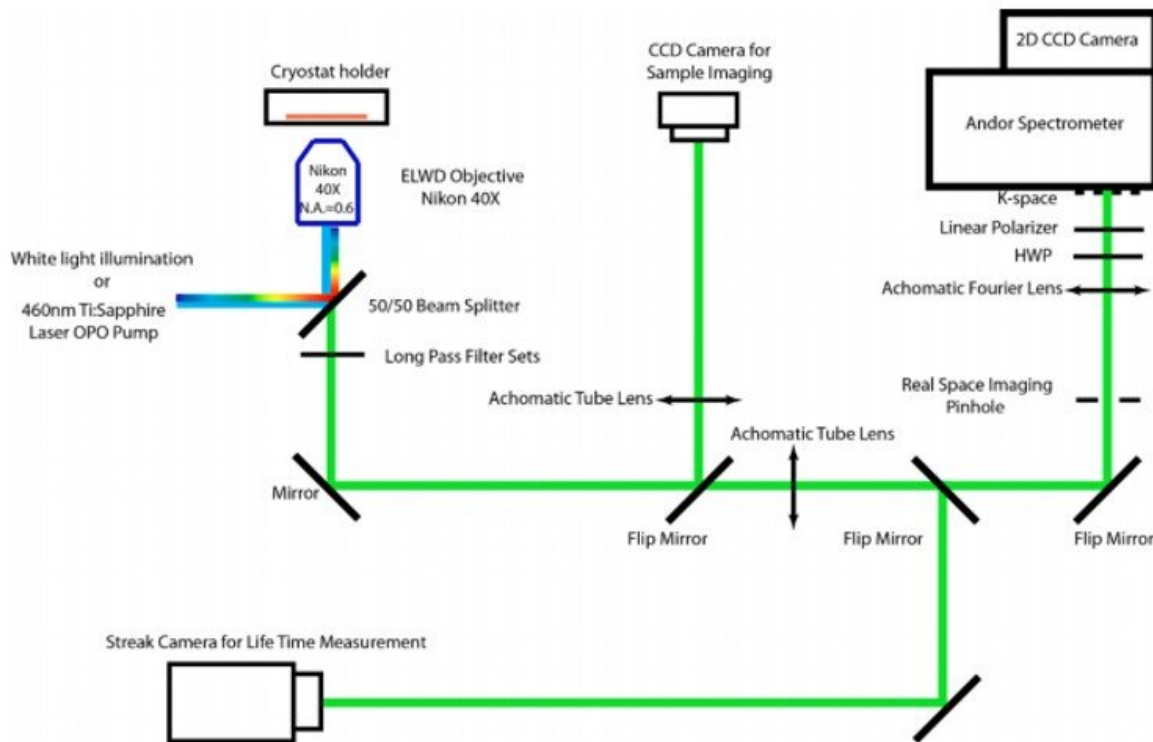 2D CCD Camera
CCD Camera for
Sample Imaging
Cryostat holder
Andor Spectrometer
Nikon
40X
N.A.=0.6
ELWD Objective
Nikon 40X
K-space
Linear Polarizer
HWP
White light illumination
or
460nm Ti:Sapphire
Laser OPO Pump
50/50 Beam Splitter
Achomatic Fourier Lens
Long Pass Filter Sets
Achomatic Tube Lens
Real Space Imaging
Pinhole
Achomatic Tube Lens
Mirror
Flip Mirror
Flip Mirror
Flip Mirror
Streak Camera for Life Time Measurement